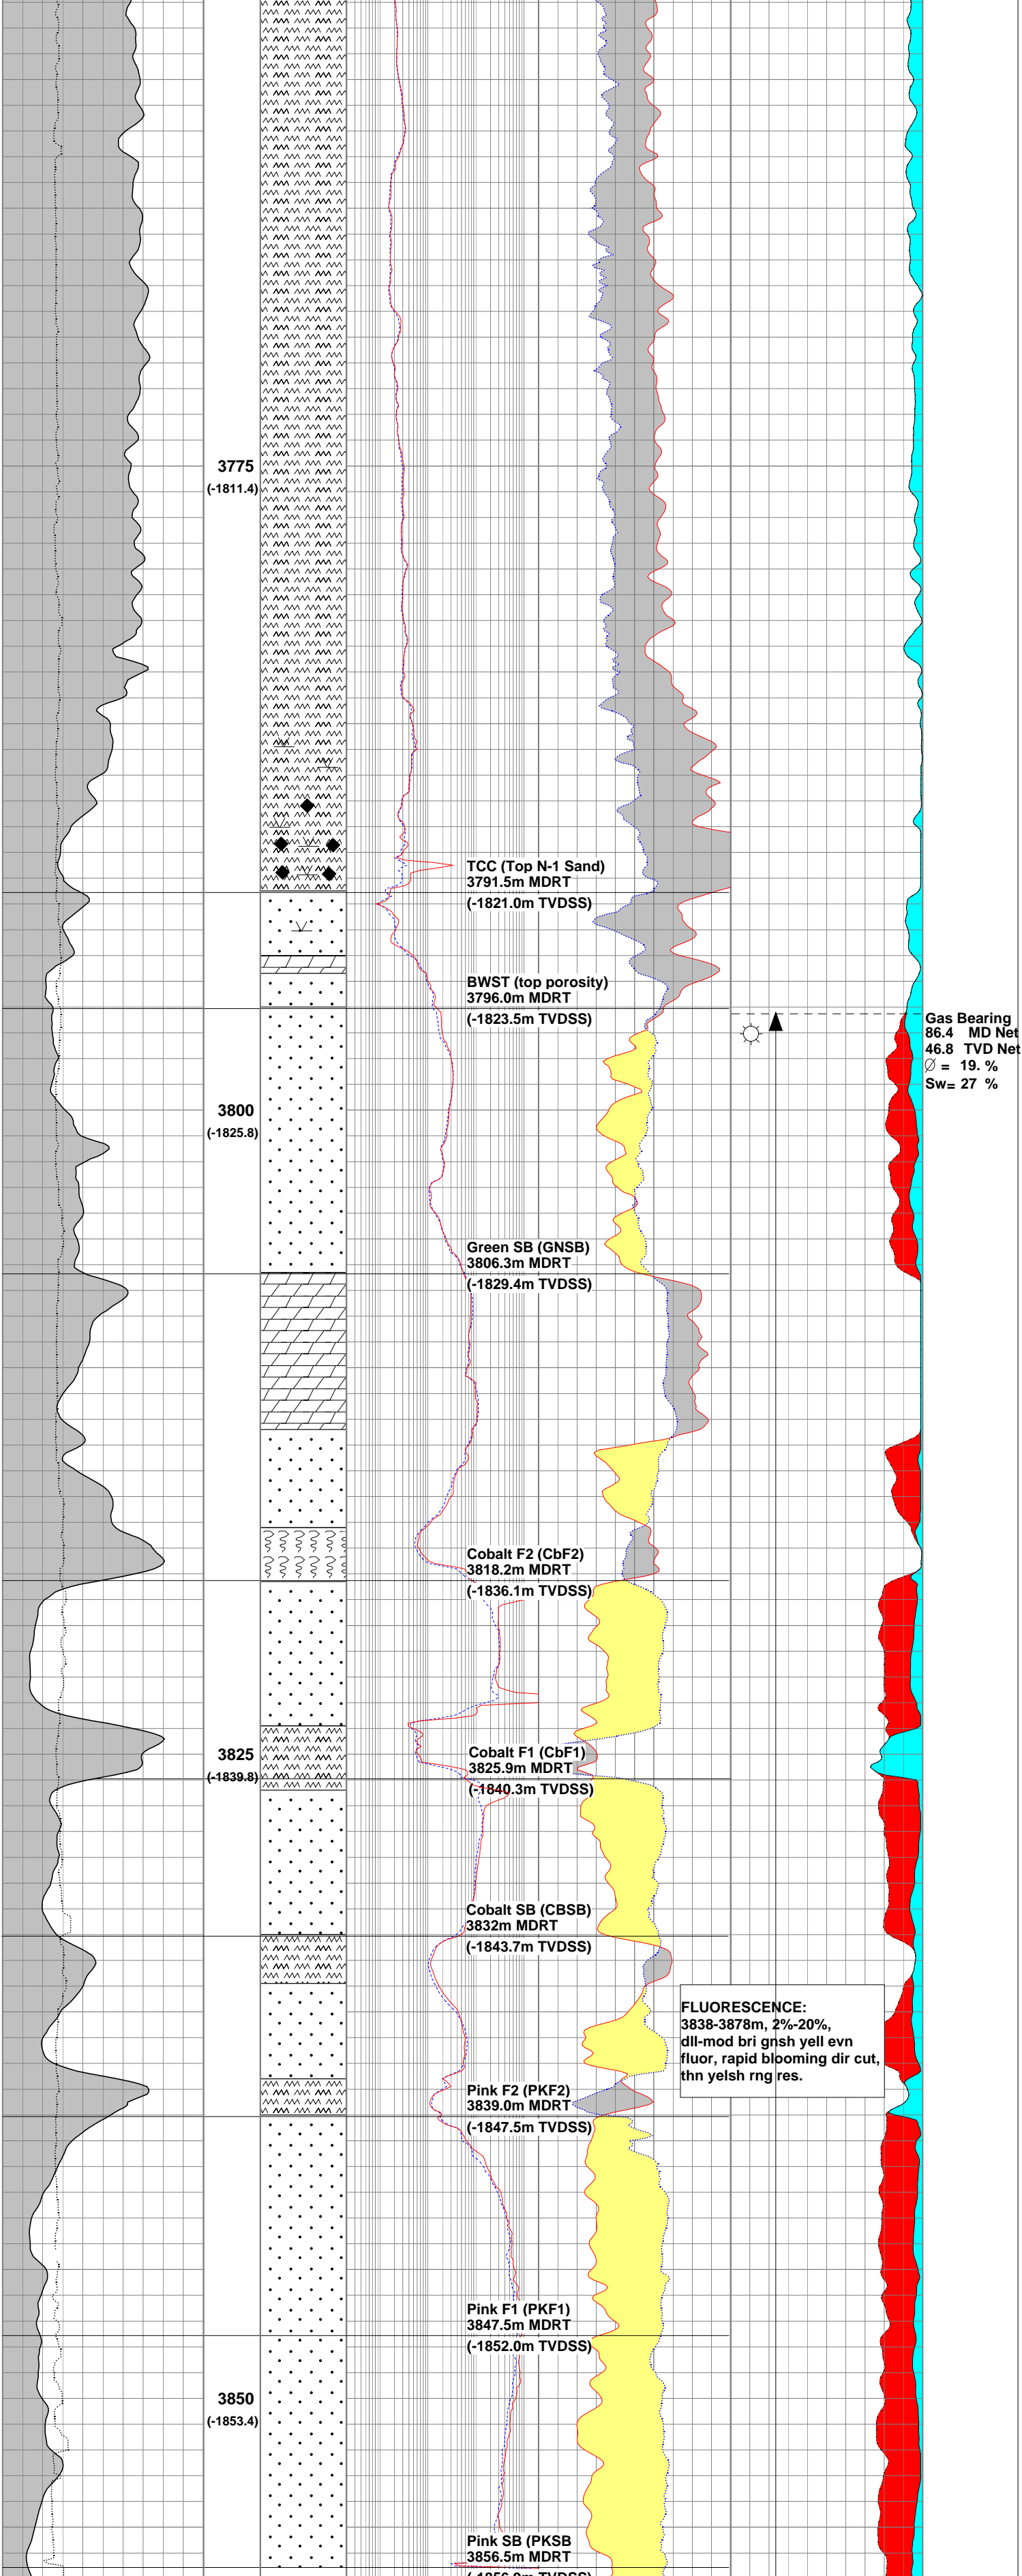 3775
(-1811.4)
TCC (Top N-1 Sand)
3791.5m MDRT
(-1821.0m TVDSS)
BWST (top porosity)
3796.0m MDRT
(-1823.5m TVDSS)
Gas Bearing
86.4 MD Net
46.8 TVD Net
Ø = 19. %
Sw= 27 %
3800
(-1825.8)
Green SB (GNSB)
3806.3m MDRT
(-1829.4m TVDSS)
Cobalt F2 (CbF2)
3818.2m MDRT
(-1836.1m TVDSS)
3825
(-1839.8)
Cobalt F1 (CbF1)
3825.9m MDRT
(-1840.3m TVDSS)
Cobalt SB (CBSB)
3832m MDRT
(-1843.7m TVDSS)
FLUORESCENCE:
3838-3878m, 2%-20%,
dll-mod bri gnsh yell evn
fluor, rapid blooming dir cut,
thn yelsh rng res.
Pink F2 (PKF2)
3839.0m MDRT
(-1847.5m TVDSS)
Pink F1 (PKF1)
3847.5m MDRT
(-1852.0m TVDSS)
3850
(-1853.4)
Pink SB (PKSB
3856.5m MDRT